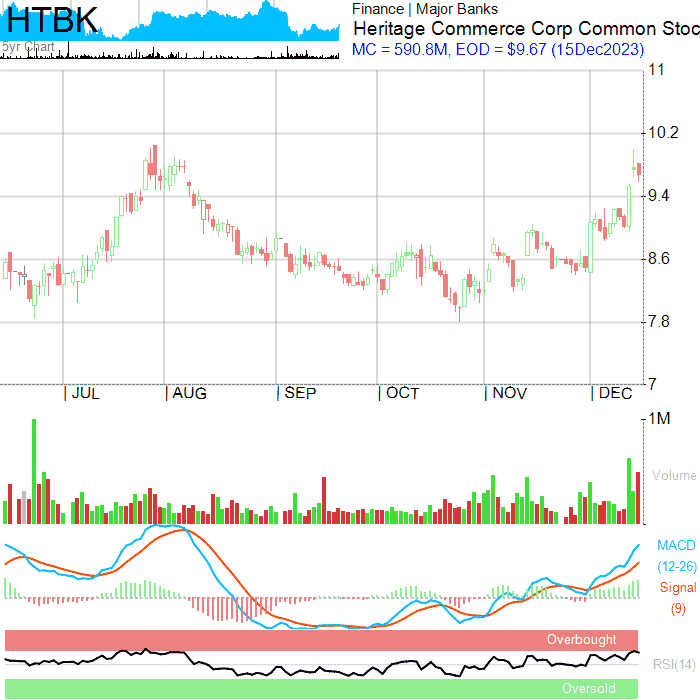 HTBK
5yr Chart
Finance | Major Banks
Heritage Commerce Corp Common Stoc
MC = 590.8M, EOD = $9.67 (15Dec2023)
11
10.2
9.4
8.6
7.8
7
| JUL | AUG | SEP | OCT | NOV | DEC
1M
Volume
MACD
(12-26)
Signal
(9)
Overbought
RSI(14)
Oversold